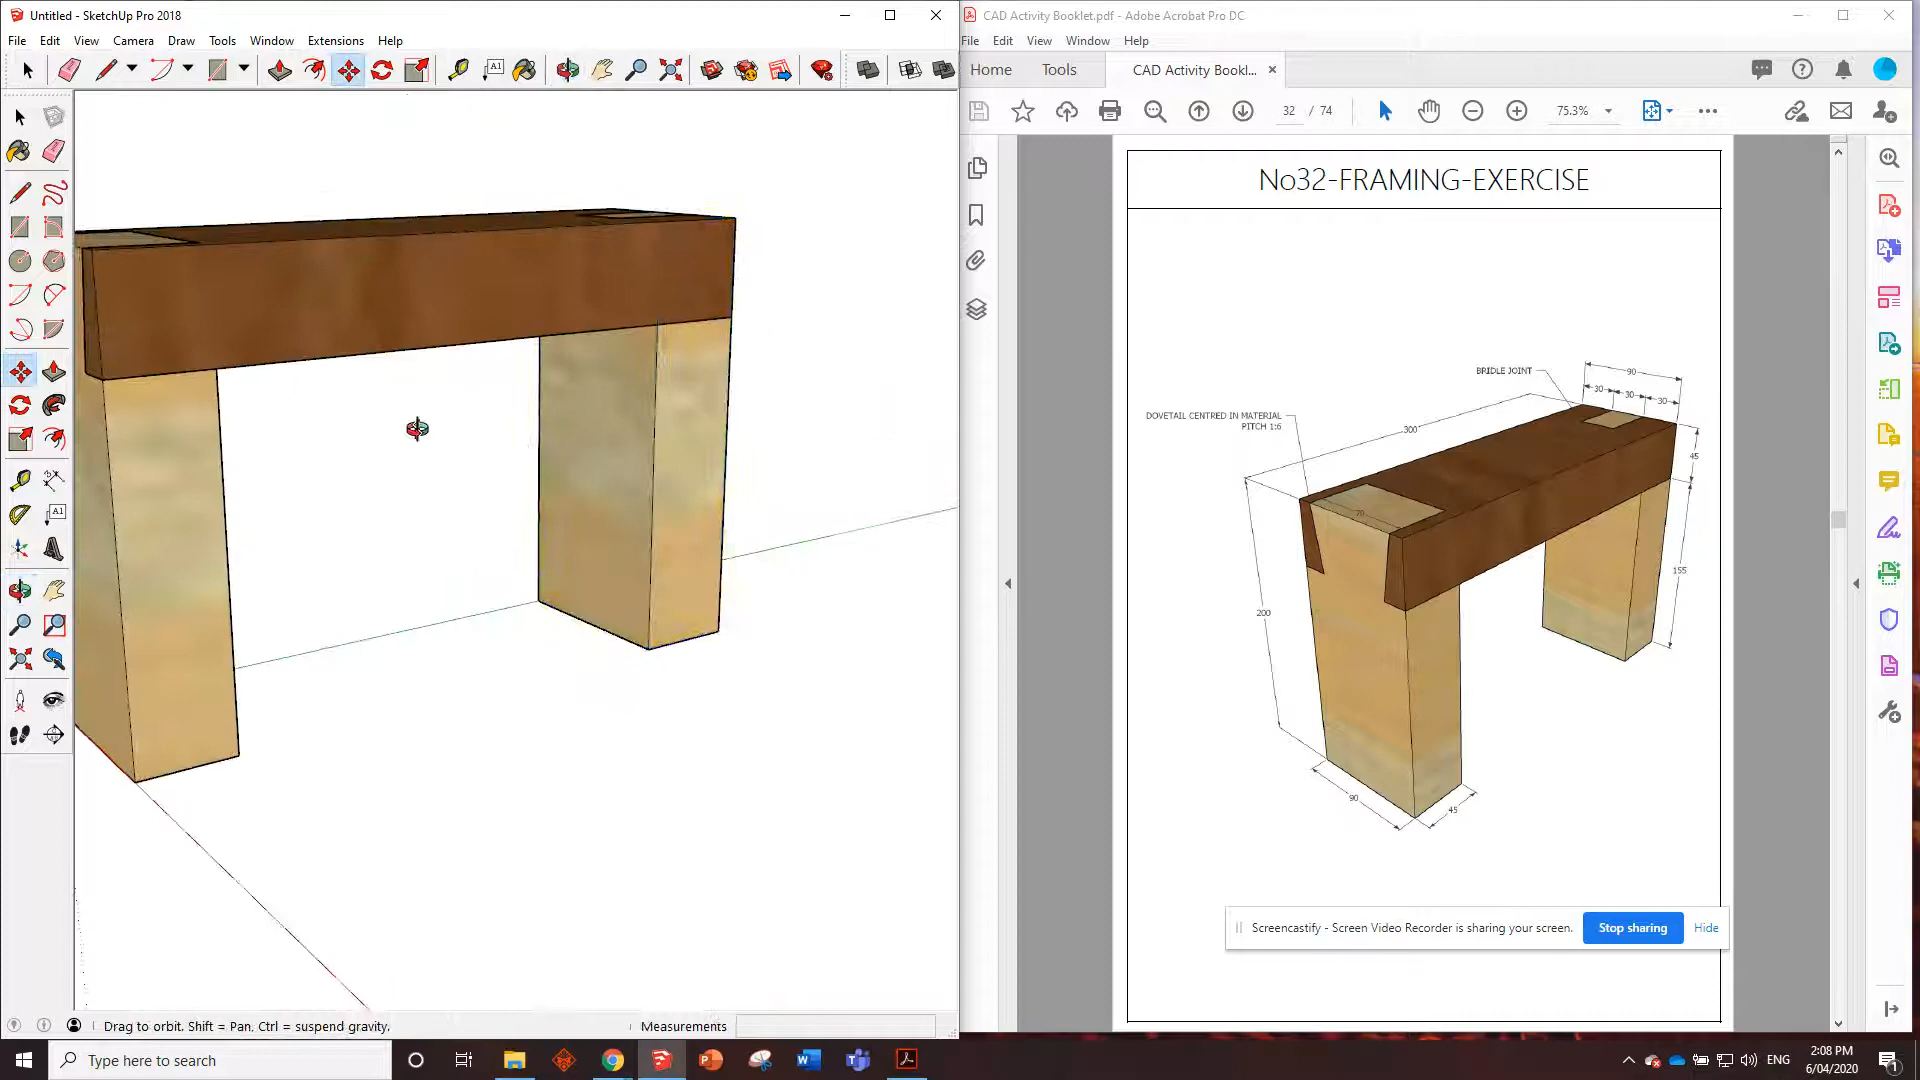 Untitled - SketchUp Pro 2018
File Edit View Camera Draw Tools Window Extensions Help
A1
A1
Drag to orbit. Shift = Pan, Ctrl = suspend gravity.
Measurements
CAD Activity Booklet.pdf - Adobe Acrobat Pro DC
File Edit View Window Help
Home Tools CAD Activity Bookl...
32 / 74 75.3%
No32-FRAMING-EXERCISE
BRIDLE JOINT
90
30 30 30
DOVETAIL CENTRED IN MATERIAL
PITCH 1:6
300
45
70
155
200
90
45
Screencastify - Screen Video Recorder is sharing your screen. Stop sharing Hide
Type here to search
ENG
2:08 PM
6/04/2020
1